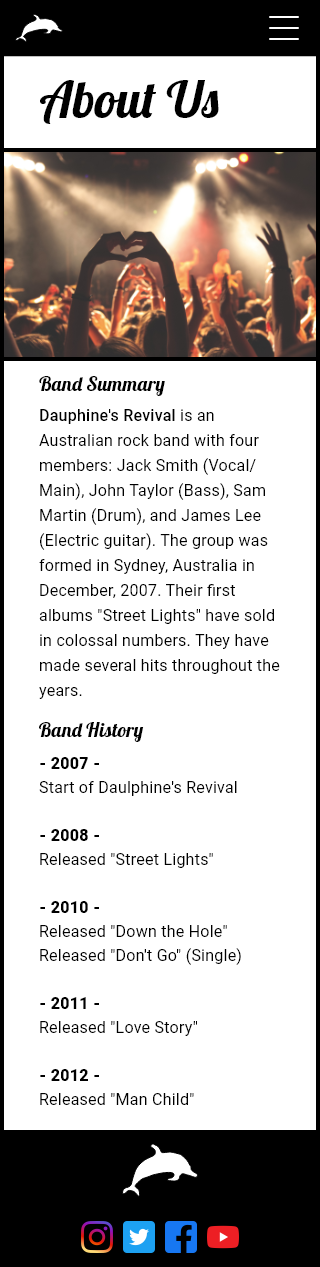 About Us
Band Summary
Dauphine's Revival is an
Australian rock band with four
members: Jack Smith (Vocal/
Main), John Taylor (Bass), Sam
Martin (Drum), and James Lee
(Electric guitar). The group was
formed in Sydney, Australia in
December, 2007. Their first
albums "Street Lights" have sold
in colossal numbers. They have
made several hits throughout the
years.
Band History
- 2007 -
Start of Daulphine's Revival
- 2008 -
Released "Street Lights"
- 2010 -
Released "Down the Hole"
Released "Don't Go" (Single)
- 2011 -
Released "Love Story"
- 2012 -
Released "Man Child"